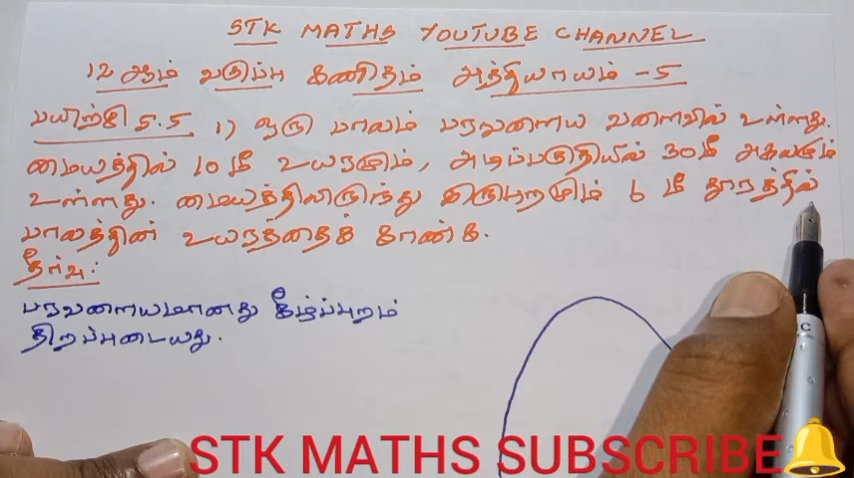 STK MATHS YOUTUBE CHANNEL
12 ஆம் வகுப்பு கணிதம் அத்தியாயம் - 5
பயிற்சி 5.5 1) ஒரு பாலம் பரவளைய வளைவில் உள்ளது.
மையத்தில் 10 மீ உயரமும், அடிப்பகுதியில் 30 மீ அகலமும்
உள்ளது. மையத்திலிருந்து இருபுறமும் 6 மீ தூரத்தில்
பாலத்தின் உயரத்தைக் காண்க.
தீர்வு:
பரவளையமானது கீழ்ப்புறம்
திறப்புடையது.
STK MATHS SUBSCRIBE